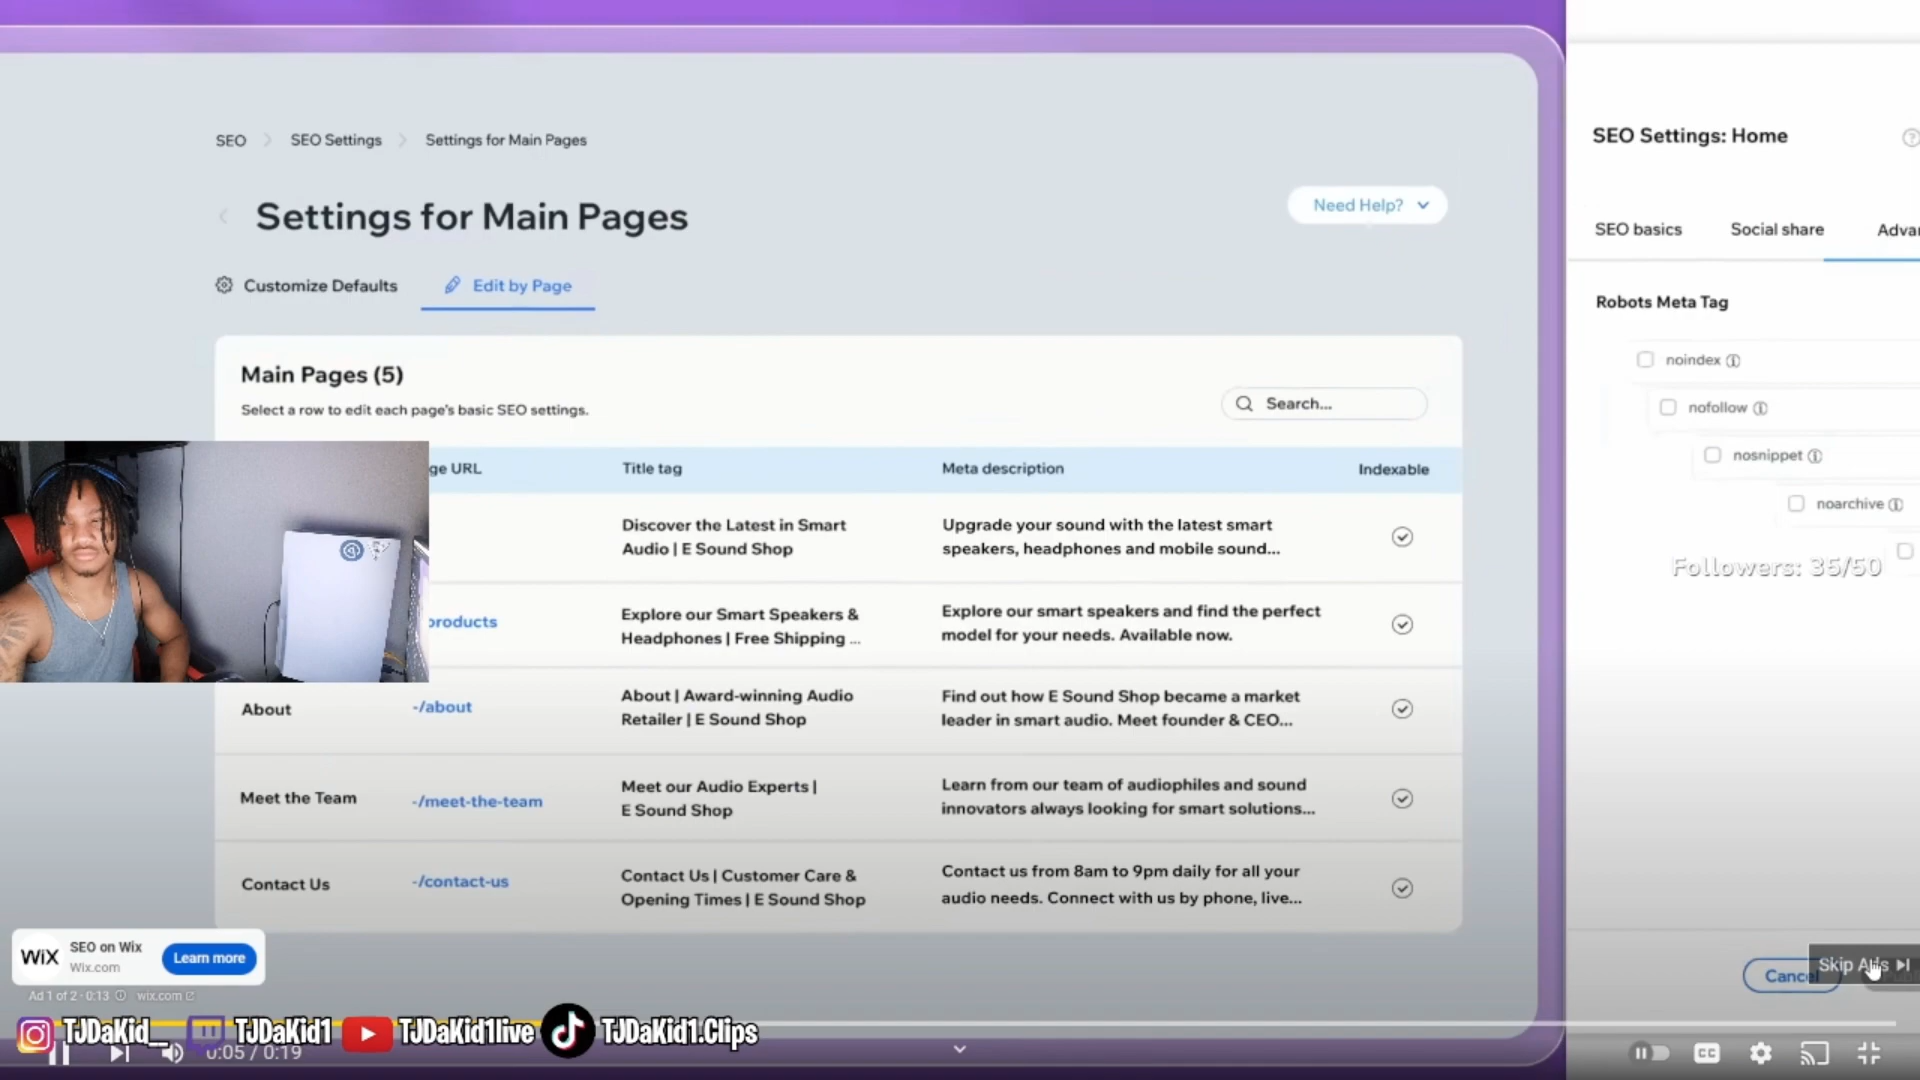 SEO > SEO Settings > Settings for Main Pages
Settings for Main Pages
Need Help?
Customize Defaults
Edit by Page
Main Pages (5)
Select a row to edit each page's basic SEO settings.
Search...
ge URL
Title tag
Meta description
Indexable
Discover the Latest in Smart
Audio | E Sound Shop
Upgrade your sound with the latest smart
speakers, headphones and mobile sound...
products
Explore our Smart Speakers &
Headphones | Free Shipping ...
Explore our smart speakers and find the perfect
model for your needs. Available now.
About
-/about
About | Award-winning Audio
Retailer | E Sound Shop
Find out how E Sound Shop became a market
leader in smart audio. Meet founder & CEO...
Meet the Team
-/meet-the-team
Meet our Audio Experts |
E Sound Shop
Learn from our team of audiophiles and sound
innovators always looking for smart solutions...
Contact Us
-/contact-us
Contact Us | Customer Care &
Opening Times | E Sound Shop
Contact us from 8am to 9pm daily for all your
audio needs. Connect with us by phone, live...
SEO Settings: Home
SEO basics
Social share
Advan
Robots Meta Tag
noindex
nofollow
nosnippet
noarchive
Followers: 35/50
Cancel
Skip Ads
WiX
SEO on Wix
Wix.com
Learn more
Ad 1 of 2 · 0:13
wix.com
TJDaKid__
TJDaKid1
TJDaKid1live
TJDaKid1.Clips
0:05 / 0:19
CC